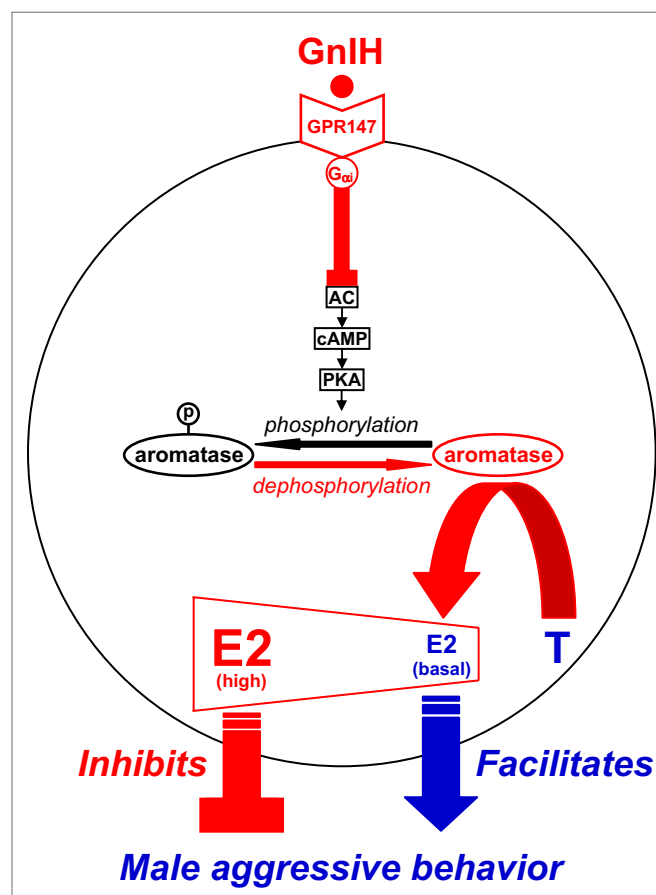 GnIH
GPR147
Gαi
AC
cAMP
PKA
P
phosphorylation
aromatase
aromatase
dephosphorylation
E2
(high)
E2
(basal)
T
Inhibits
Facilitates
Male aggressive behavior